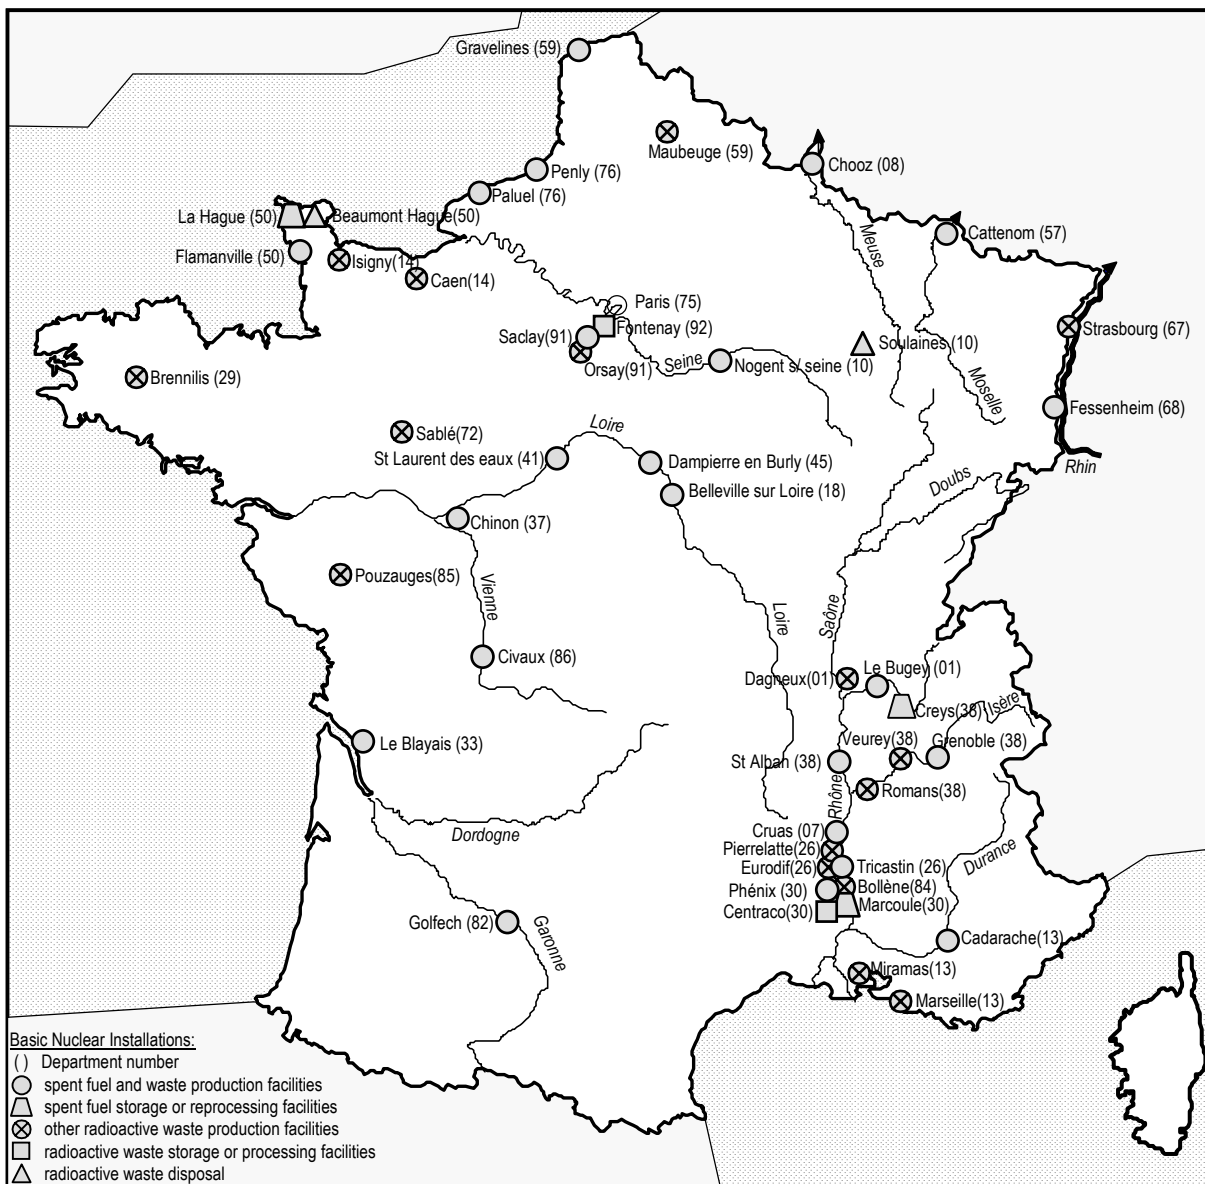 Gravelines (59)
Maubeuge (59)
Chooz (08)
Penly (76)
Paluel (76)
La Hague (50)
Beaumont Hague(50)
Cattenom (57)
Flamanville (50)
Isigny(14)
Caen(14)
Meuse
Paris (75)
Fontenay (92)
Saclay(91)
Orsay(91)
Seine
Nogent s/ seine (10)
Soulaines (10)
Strasbourg (67)
Brennilis (29)
Moselle
Fessenheim (68)
Sablé(72)
Loire
St Laurent des eaux (41)
Dampierre en Burly (45)
Rhin
Belleville sur Loire (18)
Doubs
Chinon (37)
Pouzauges(85)
Vienne
Loire
Saône
Civaux (86)
Dagneux(01)
Le Bugey (01)
Creys(38)
Isère
Le Blayais (33)
Veurey(38)
Grenoble (38)
St Alban (38)
Romans(38)
Rhône
Dordogne
Cruas (07)
Pierrelatte(26)
Durance
Eurodif(26)
Tricastin (26)
Phénix (30)
Bollène(84)
Centraco(30)
Marcoule(30)
Golfech (82)
Garonne
Cadarache(13)
Miramas(13)
Marseille(13)
Basic Nuclear Installations:
( ) Department number
spent fuel and waste production facilities
spent fuel storage or reprocessing facilities
other radioactive waste production facilities
radioactive waste storage or processing facilities
radioactive waste disposal